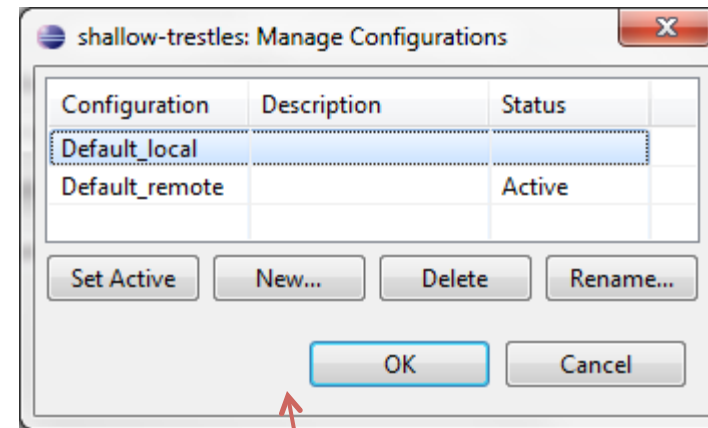 shallow-trestles: Manage Configurations
Configuration Description Status
Default_local
Default_remote Active
Set Active New... Delete Rename...
OK Cancel